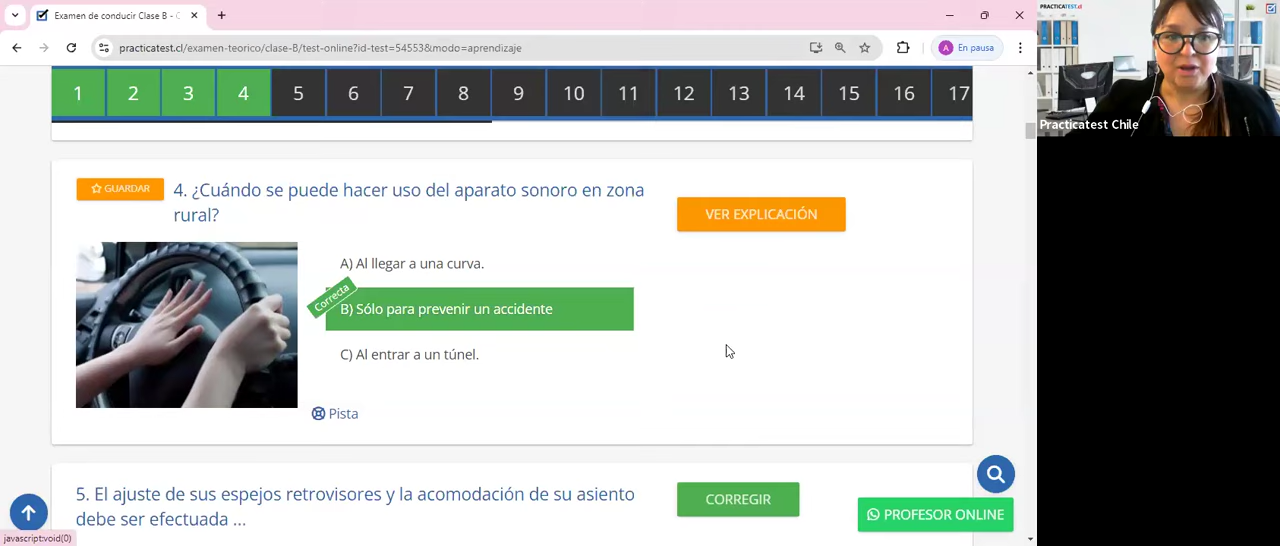 Examen de conducir Clase B - C
practicatest.cl/examen-teorico/clase-B/test-online?id-test=54553&modo=aprendizaje
A En pausa
PRACTICATEST.cl
Practicatest Chile
1 2 3 4 5 6 7 8 9 10 11 12 13 14 15 16 17
GUARDAR
4. ¿Cuándo se puede hacer uso del aparato sonoro en zona
rural?
VER EXPLICACIÓN
A) Al llegar a una curva.
Correcta
B) Sólo para prevenir un accidente
C) Al entrar a un túnel.
Pista
5. El ajuste de sus espejos retrovisores y la acomodación de su asiento
debe ser efectuada ...
CORREGIR
PROFESOR ONLINE
javascript:void(0)